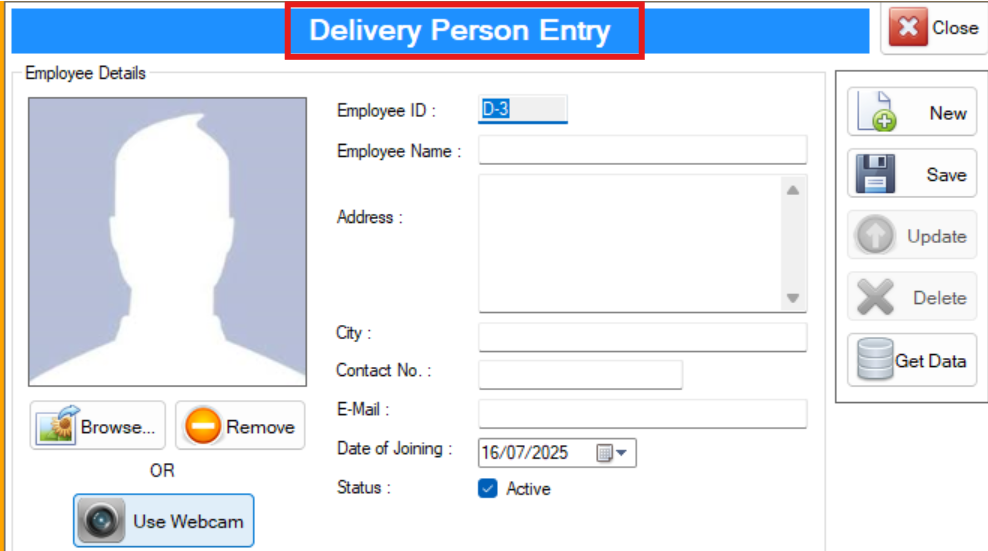 Delivery Person Entry
Close
Employee Details
Employee ID : D-3
Employee Name :
Address :
City :
Contact No. :
E-Mail :
Date of Joining : 16/07/2025
Status : Active
Browse... Remove
OR
Use Webcam
New
Save
Update
Delete
Get Data